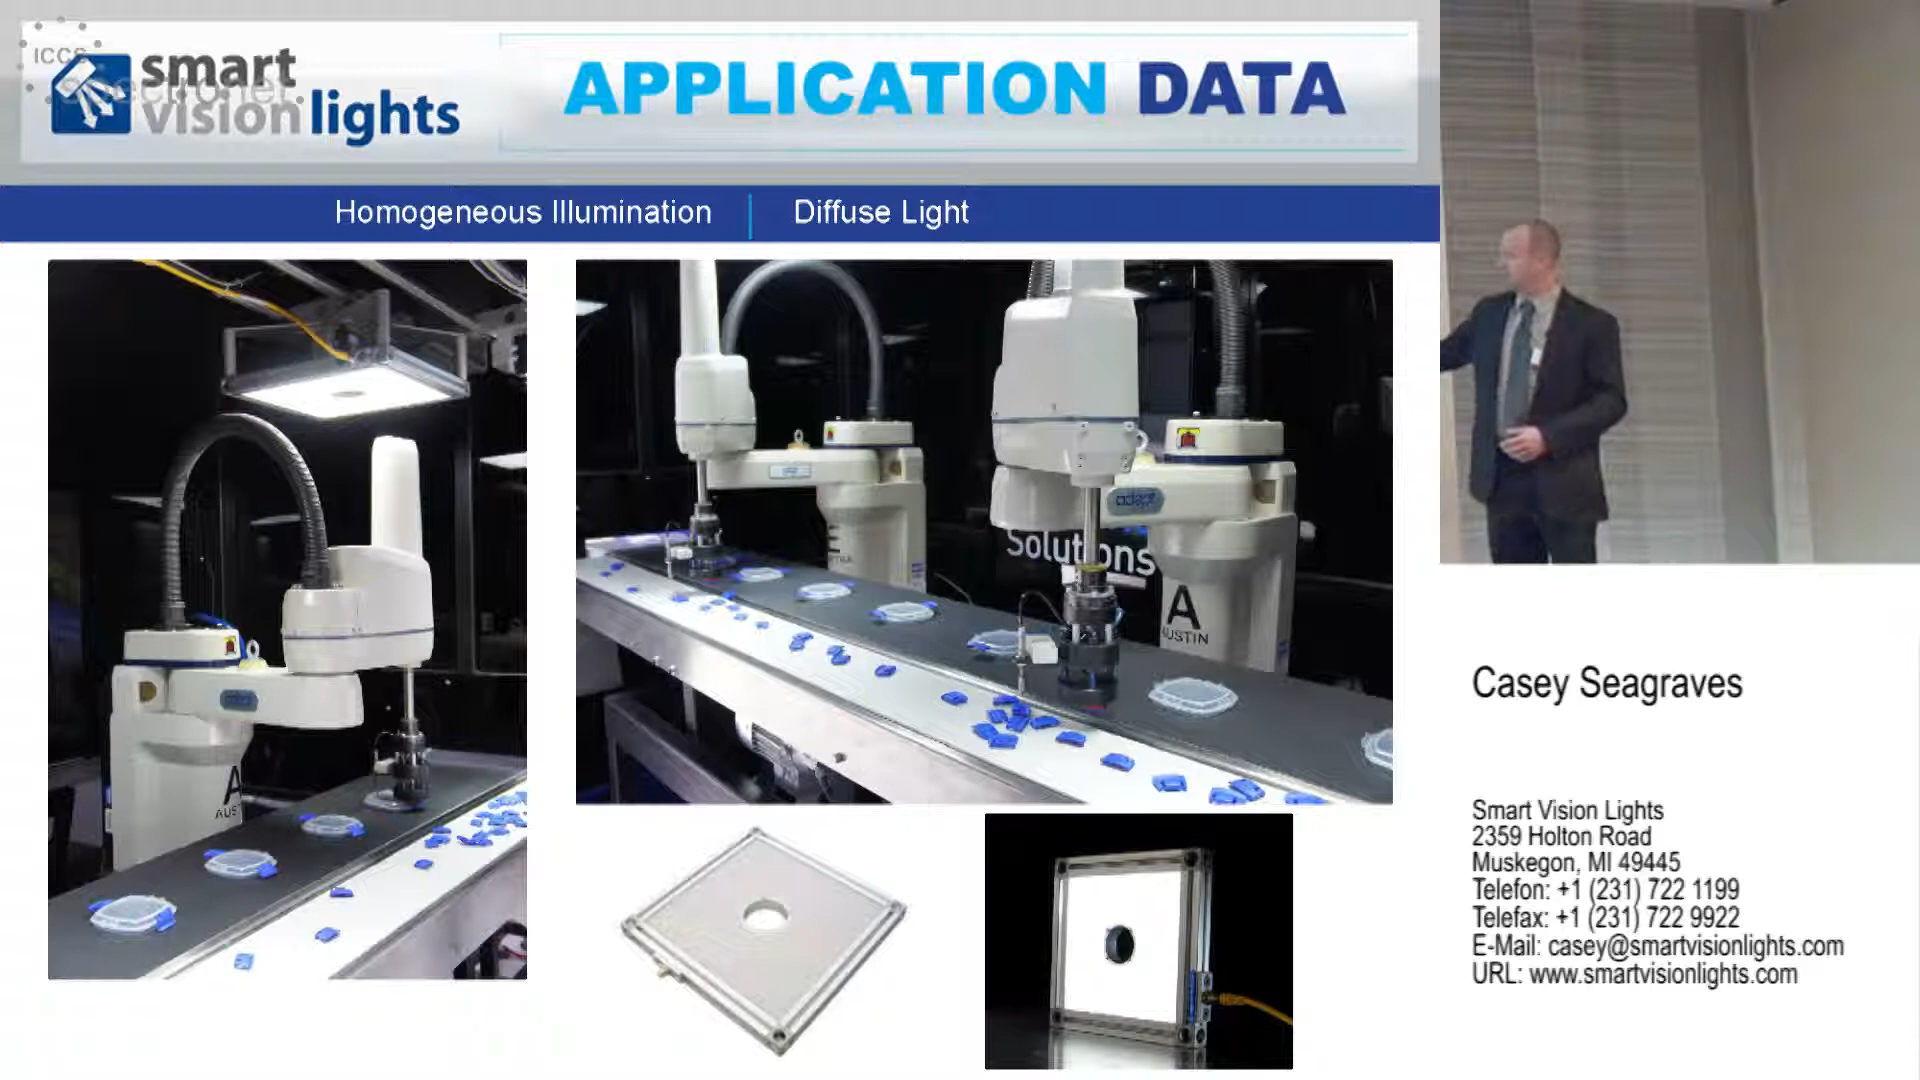 ICCS
smart
vision lights
APPLICATION DATA
Homogeneous Illumination
Diffuse Light
Solutions
A
AUSTIN
A
Casey Seagraves
Smart Vision Lights
2359 Holton Road
Muskegon, MI 49445
Telefon: +1 (231) 722 1199
Telefax: +1 (231) 722 9922
E-Mail: casey@smartvisionlights.com
URL: www.smartvisionlights.com